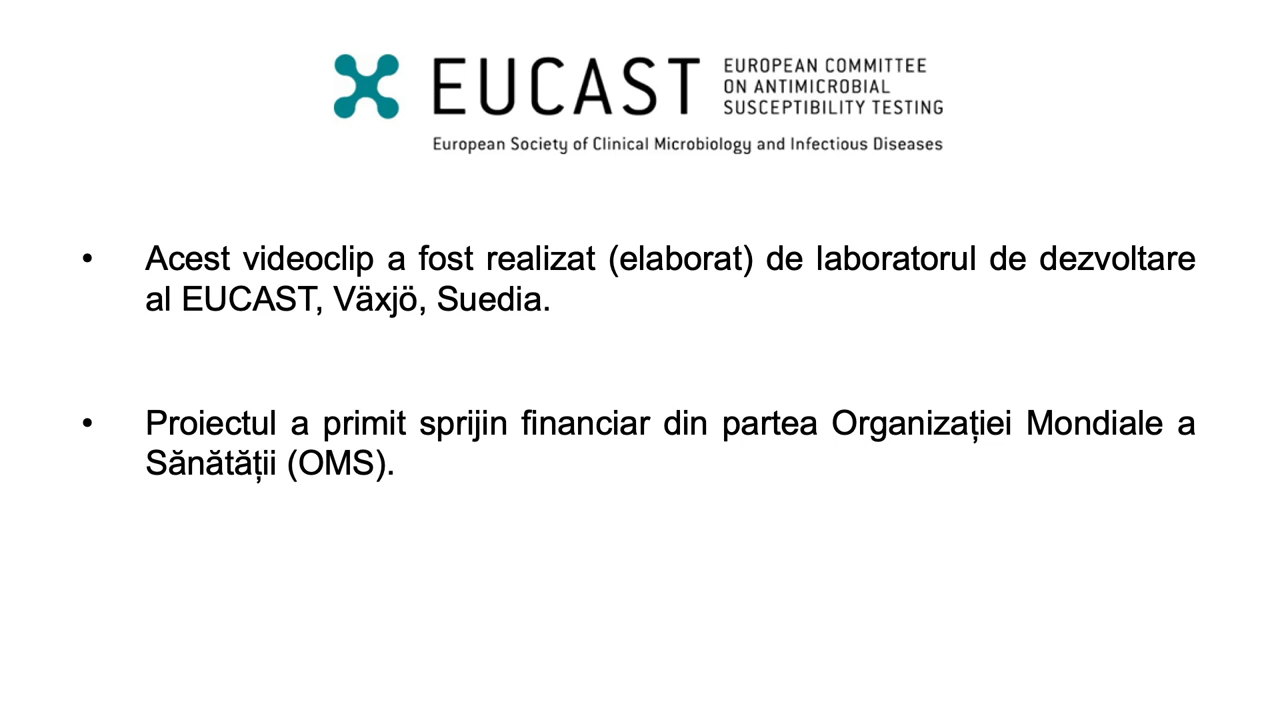 EUCAST
EUROPEAN COMMITTEE
ON ANTIMICROBIAL
SUSCEPTIBILITY TESTING
European Society of Clinical Microbiology and Infectious Diseases
• Acest videoclip a fost realizat (elaborat) de laboratorul de dezvoltare
al EUCAST, Växjö, Suedia.
• Proiectul a primit sprijin financiar din partea Organizației Mondiale a
Sănătății (OMS).